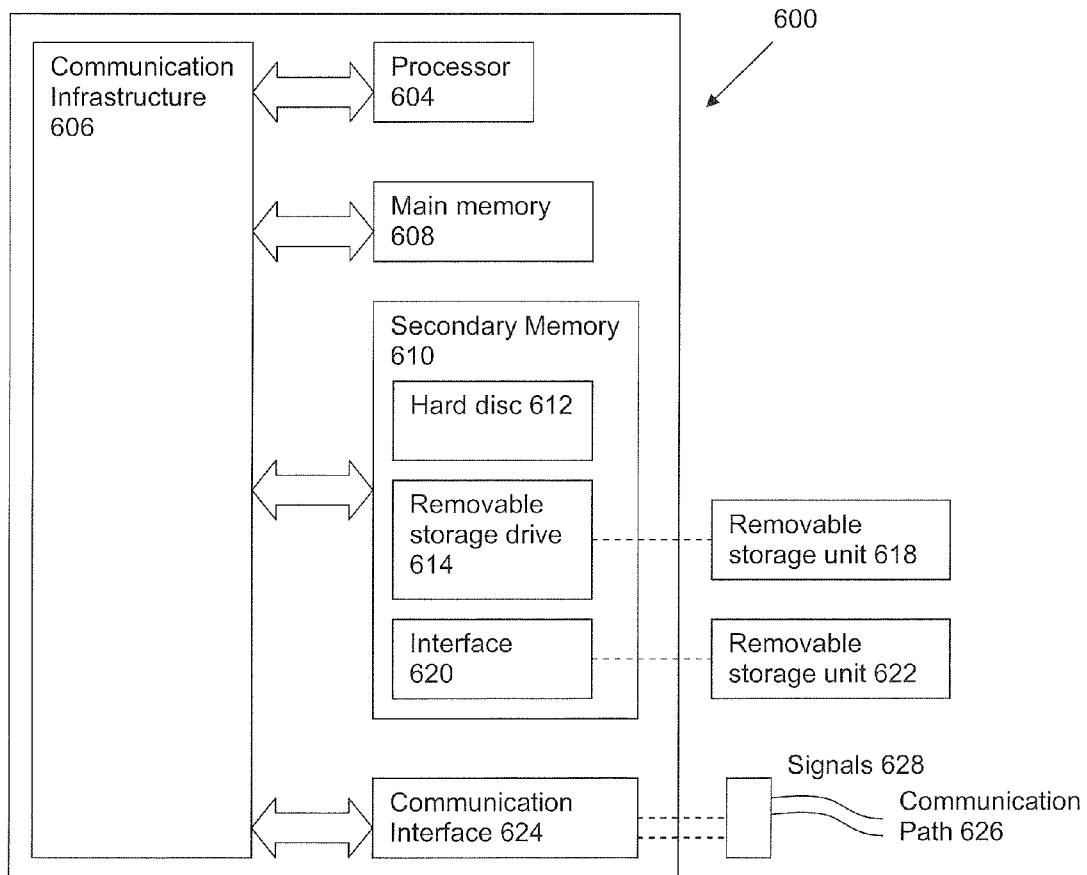 600
Communication
Infrastructure
606
Processor
604
Main memory
608
Secondary Memory
610
Hard disc 612
Removable
storage drive
614
Removable
storage unit 618
Interface
620
Removable
storage unit 622
Signals 628
Communication
Interface 624
Communication
Path 626